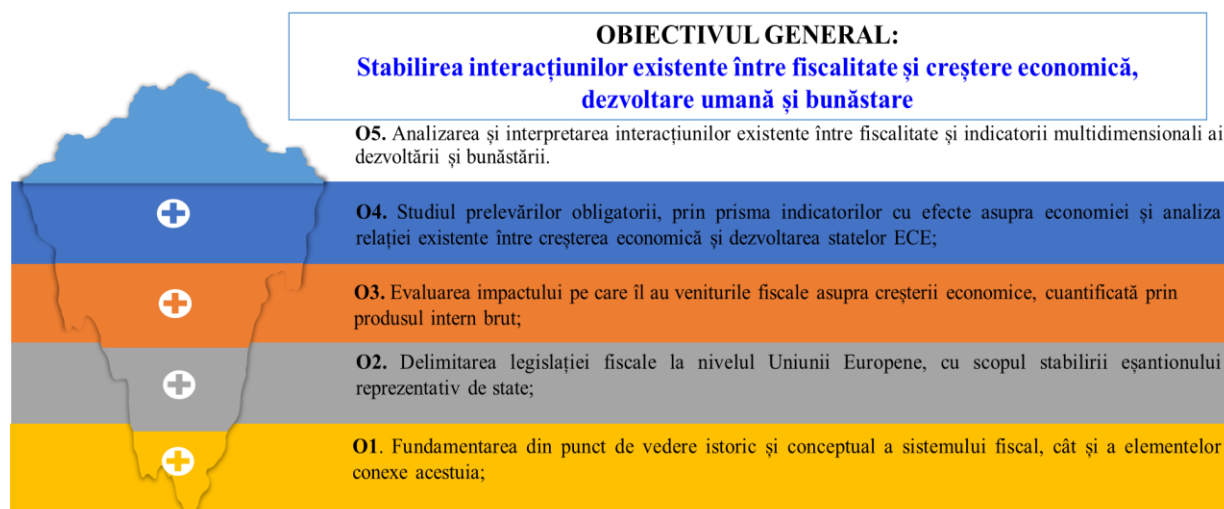 OBIECTIVUL GENERAL:
Stabilirea interacțiunilor existente între fiscalitate și creștere economică,
dezvoltare umană și bunăstare
O5. Analizarea și interpretarea interacțiunilor existente între fiscalitate și indicatorii multidimensionali ai
dezvoltării și bunăstării.
O4. Studiul prelevărilor obligatorii, prin prisma indicatorilor cu efecte asupra economiei și analiza
relației existente între creșterea economică și dezvoltarea statelor ECE;
O3. Evaluarea impactului pe care îl au veniturile fiscale asupra creșterii economice, cuantificată prin
produsul intern brut;
O2. Delimitarea legislației fiscale la nivelul Uniunii Europene, cu scopul stabilirii eșantionului
reprezentativ de state;
O1. Fundamentarea din punct de vedere istoric și conceptual a sistemului fiscal, cât și a elementelor
conexe acestuia;